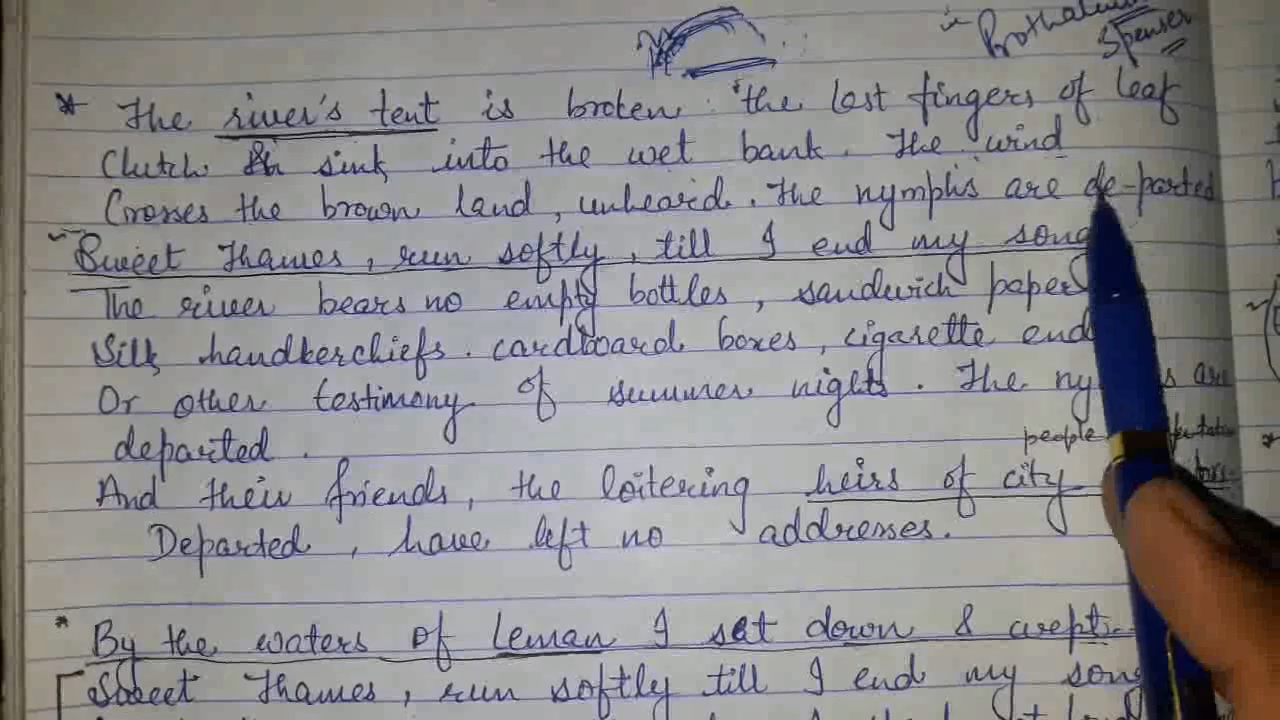 Spenser
* The river's tent is broken: the last fingers of leaf
Clutch & sink into the wet bank. The wind
Crosses the brown land, unheard. The nymphs are de-parted
Sweet Thames, run softly, till I end my song
The river bears no empty bottles, sandwich paper
Silk handkerchiefs. cardboard boxes, cigarette end
Or other testimony of summer nights. The are
departed.
people
And their friends, the loitering heirs of city
Departed, have left no addresses.
* By the waters of Leman I sat down & wept
Sweet Thames, run softly till I end my song